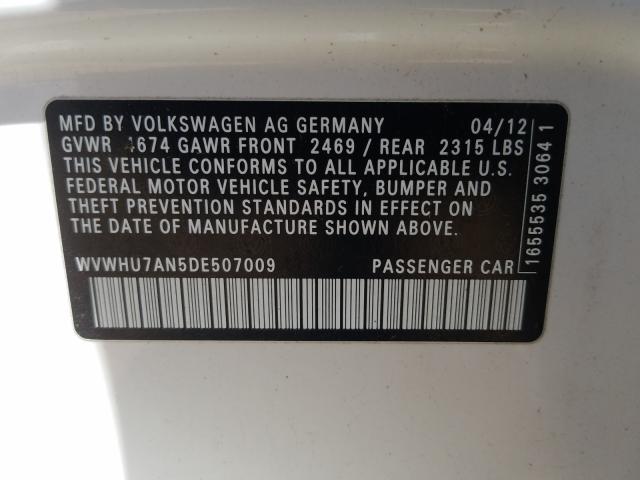 MFD BY VOLKSWAGEN AG GERMANY 04/12
GVWR 4674 GAWR FRONT 2469 / REAR 2315 LBS
THIS VEHICLE CONFORMS TO ALL APPLICABLE U.S.
FEDERAL MOTOR VEHICLE SAFETY, BUMPER AND
THEFT PREVENTION STANDARDS IN EFFECT ON
THE DATE OF MANUFACTURE SHOWN ABOVE.
WVWHU7AN5DE507009 PASSENGER CAR
1655535 3064 1